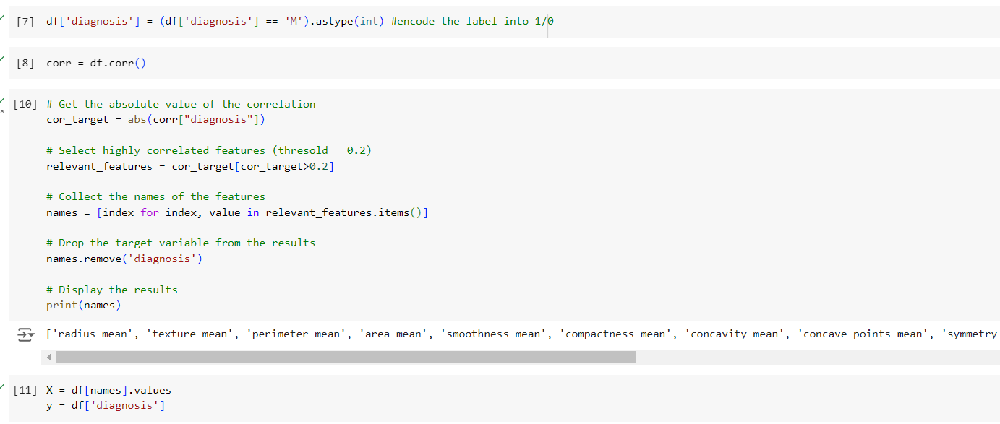 [7] df['diagnosis'] = (df['diagnosis'] == 'M').astype(int) #encode the label into 1/0
[8] corr = df.corr()
[10] # Get the absolute value of the correlation
cor_target = abs(corr["diagnosis"])
# Select highly correlated features (thresold = 0.2)
relevant_features = cor_target[cor_target>0.2]
# Collect the names of the features
names = [index for index, value in relevant_features.items()]
# Drop the target variable from the results
names.remove('diagnosis')
# Display the results
print(names)
['radius_mean', 'texture_mean', 'perimeter_mean', 'area_mean', 'smoothness_mean', 'compactness_mean', 'concavity_mean', 'concave points_mean', 'symmetry_
[11] X = df[names].values
y = df['diagnosis']